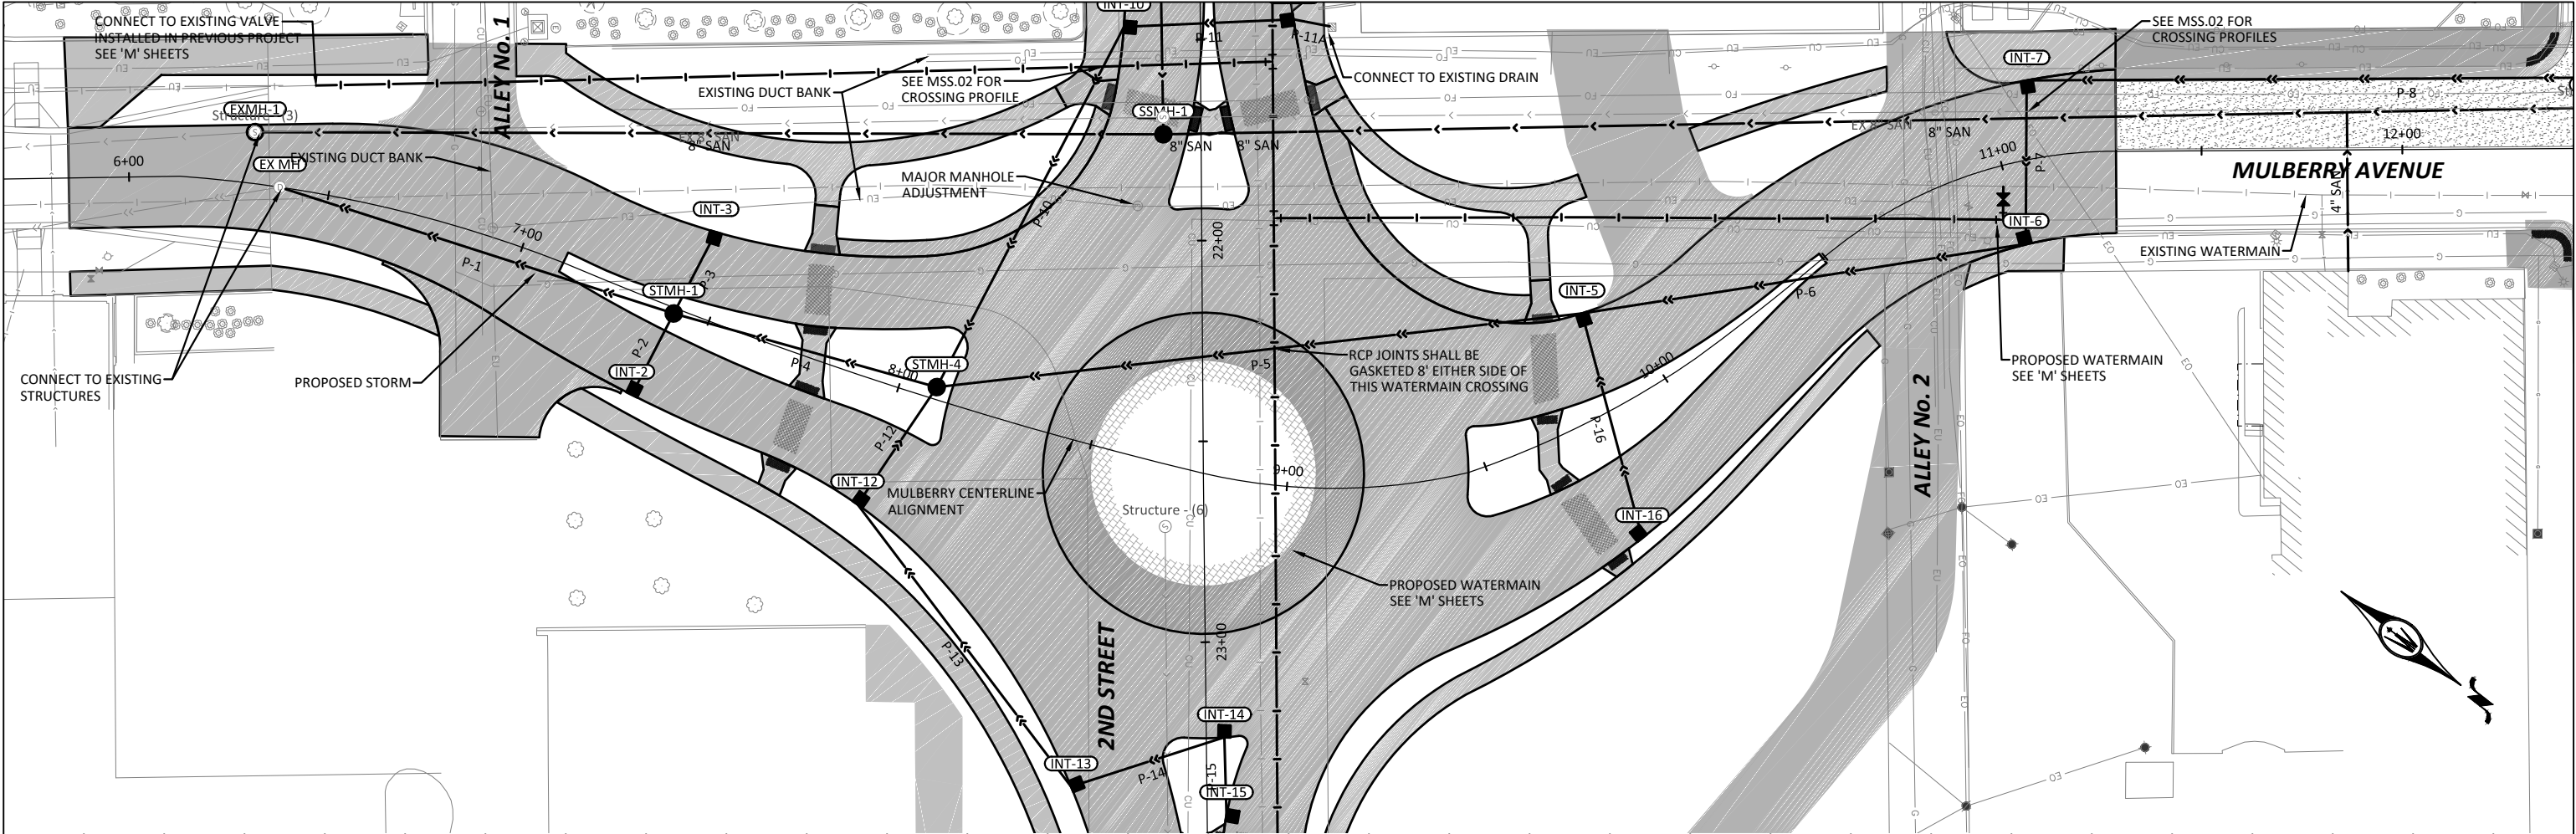 CONNECT TO EXISTING VALVE
INSTALLED IN PREVIOUS PROJECT
SEE 'M' SHEETS
ALLEY No. 1
INT-10
P-11
P-11A
SEE MSS.02 FOR
CROSSING PROFILES
INT-7
EXISTING DUCT BANK
SEE MSS.02 FOR
CROSSING PROFILE
CONNECT TO EXISTING DRAIN
P-8
EXMH-1
Structure - (3)
SSMH-1
EX 8" SAN
8" SAN
8" SAN
8" SAN
EX 8" SAN
8" SAN
12+00
6+00
EX MH
EXISTING DUCT BANK
11+00
P-7
MULBERRY AVENUE
MAJOR MANHOLE
ADJUSTMENT
4" SAN
INT-3
P-10
7+00
22+00
INT-6
EXISTING WATERMAIN
P-1
P-3
STMH-1
INT-5
P-6
P-2
P-4
8+00
STMH-4
P-5
RCP JOINTS SHALL BE
GASKETED 8' EITHER SIDE OF
THIS WATERMAIN CROSSING
10+00
PROPOSED WATERMAIN
SEE 'M' SHEETS
CONNECT TO EXISTING
STRUCTURES
PROPOSED STORM
INT-2
P-12
P-16
ALLEY No. 2
9+00
INT-12
MULBERRY CENTERLINE
ALIGNMENT
Structure - (6)
INT-16
PROPOSED WATERMAIN
SEE 'M' SHEETS
P-13
2ND STREET
23+00
INT-14
INT-13
P-14
P-15
INT-15
N